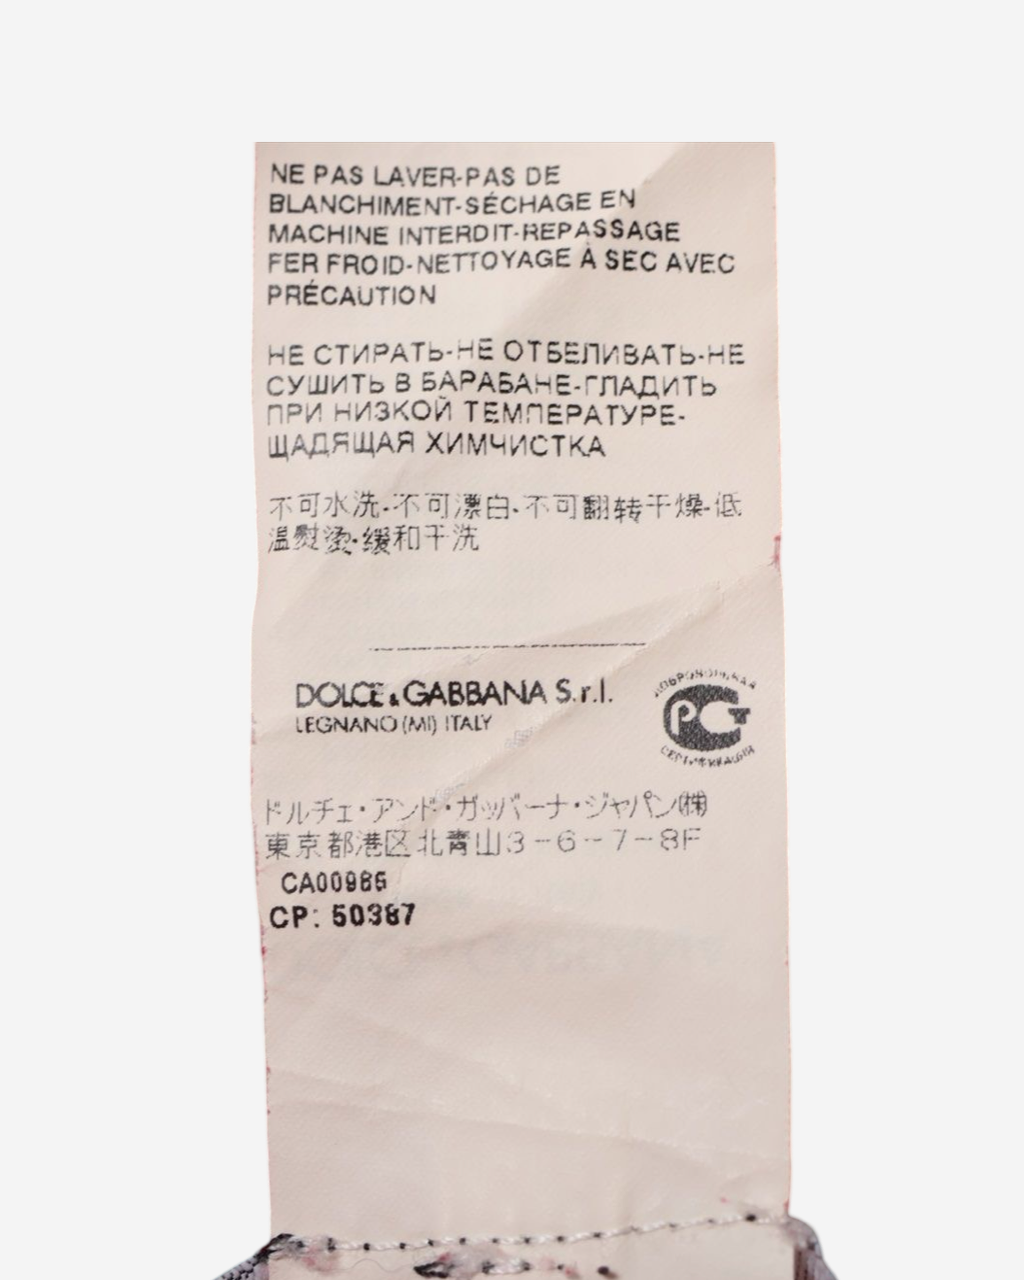 NE PAS LAVER-PAS DE
BLANCHIMENT-SÉCHAGE EN
MACHINE INTERDIT-REPASSAGE
FER FROID-NETTOYAGE À SEC AVEC
PRÉCAUTION
НЕ СТИРАТЬ-НЕ ОТБЕЛИВАТЬ-НЕ
СУШИТЬ В БАРАБАНЕ-ГЛАДИТЬ
ПРИ НИЗКОЙ ТЕМПЕРАТУРЕ-
ЩАДЯЩАЯ ХИМЧИСТКА
不可水洗-不可漂白-不可翻转干燥-低
温熨烫-缓和干洗
DOLCE & GABBANA S.r.l.
LEGNANO (MI) ITALY
ДОБРОВОЛЬНАЯ
РСТ
СЕРТИФИКАЦИЯ
ドルチェ・アンド・ガッバーナ・ジャパン㈱
東京都港区北青山3-6-7-8F
CA00986
CP: 50387